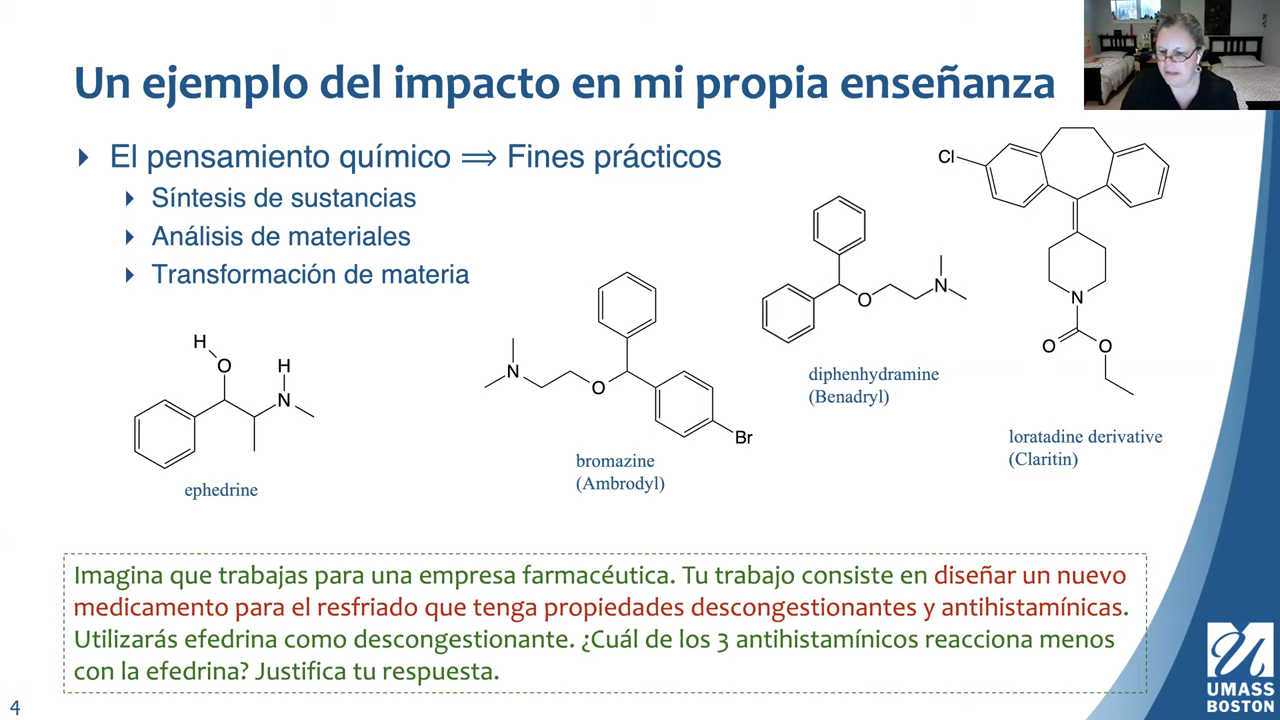 Un ejemplo del impacto en mi propia enseñanza
El pensamiento químico ⟹ Fines prácticos
Síntesis de sustancias
Análisis de materiales
Transformación de materia
H
O
H
N
ephedrine
N
O
Br
bromazine
(Ambrodyl)
N
O
diphenhydramine
(Benadryl)
Cl
N
O
O
loratadine derivative
(Claritin)
Imagina que trabajas para una empresa farmacéutica. Tu trabajo consiste en diseñar un nuevo
medicamento para el resfriado que tenga propiedades descongestionantes y antihistamínicas.
Utilizarás efedrina como descongestionante. ¿Cuál de los 3 antihistamínicos reacciona menos
con la efedrina? Justifica tu respuesta.
4
UMASS
BOSTON